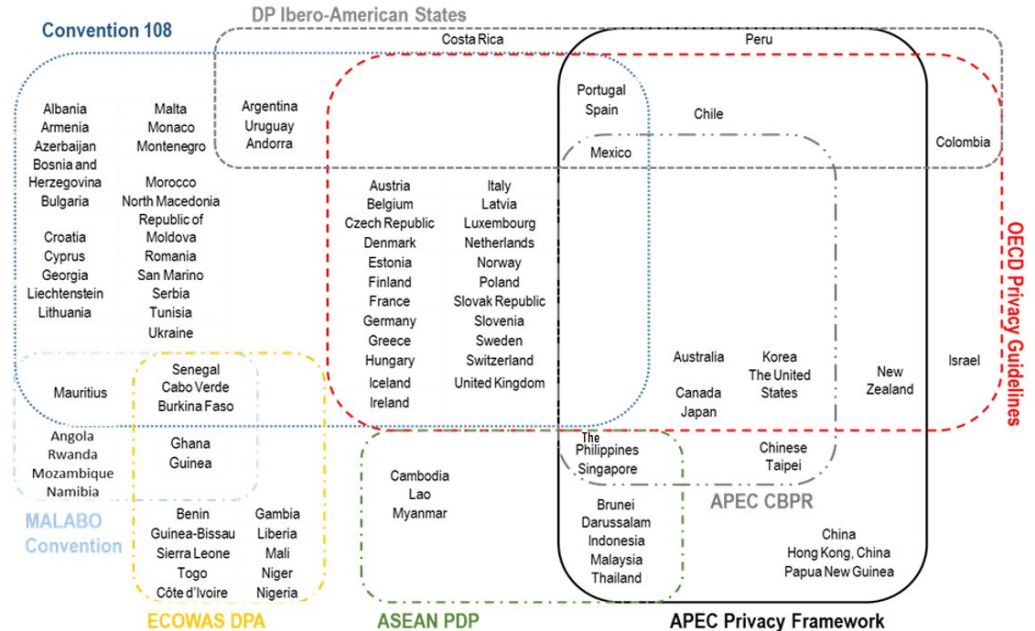 DP Ibero-American States
Convention 108
Costa Rica
Peru
Portugal
Spain
Chile
Mexico
Colombia
Argentina
Uruguay
Andorra
Albania
Armenia
Azerbaijan
Bosnia and
Herzegovina
Bulgaria
Croatia
Cyprus
Georgia
Liechtenstein
Lithuania
Malta
Monaco
Montenegro
Morocco
North Macedonia
Republic of
Moldova
Romania
San Marino
Serbia
Tunisia
Ukraine
Austria
Belgium
Czech Republic
Denmark
Estonia
Finland
France
Germany
Greece
Hungary
Iceland
Ireland
Italy
Latvia
Luxembourg
Netherlands
Norway
Poland
Slovak Republic
Slovenia
Sweden
Switzerland
United Kingdom
Australia
Canada
Japan
Korea
The United
States
New
Zealand
Israel
OECD Privacy Guidelines
Mauritius
Senegal
Cabo Verde
Burkina Faso
Angola
Rwanda
Mozambique
Namibia
Ghana
Guinea
MALABO
Convention
Benin
Guinea-Bissau
Sierra Leone
Togo
Côte d'Ivoire
Gambia
Liberia
Mali
Niger
Nigeria
Cambodia
Lao
Myanmar
The
Philippines
Singapore
Chinese
Taipei
APEC CBPR
Brunei
Darussalam
Indonesia
Malaysia
Thailand
China
Hong Kong, China
Papua New Guinea
ECOWAS DPA
ASEAN PDP
APEC Privacy Framework